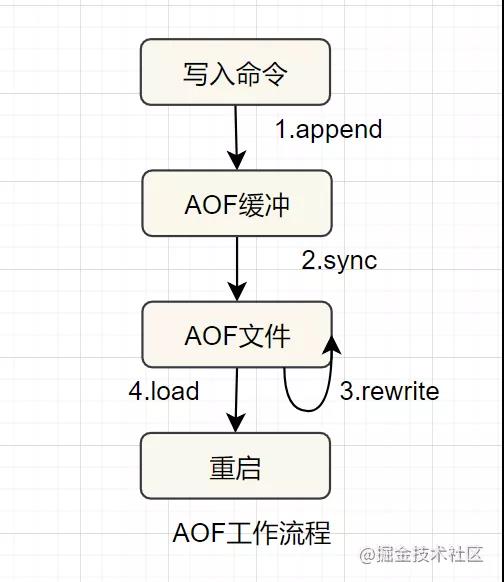 写入命令
1.append
AOF缓冲
2.sync
AOF文件
4.load
3.rewrite
重启
AOF工作流程
@掘金技术社区